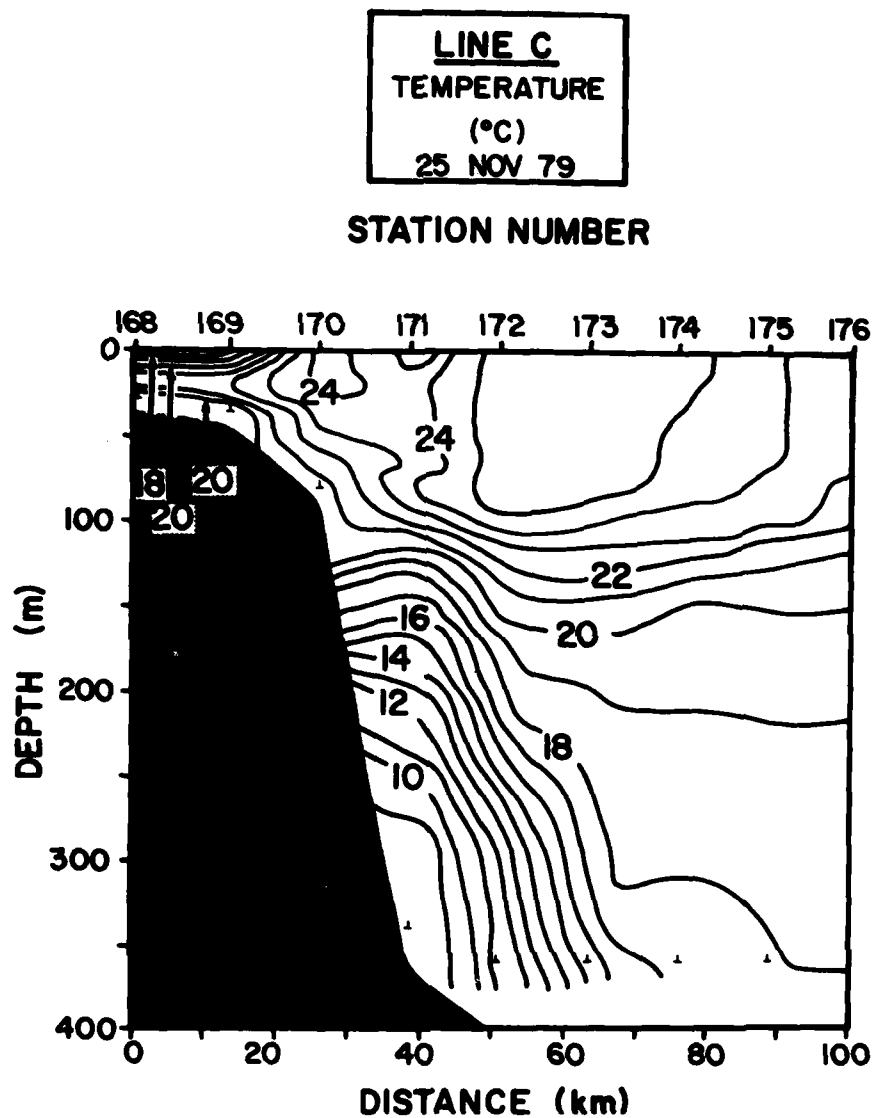 LINE C
TEMPERATURE
(°C)
25 NOV 79
STATION NUMBER
168 169 170 171 172 173 174 175 176
0
100
200
300
400
DEPTH (m)
24
24
18 20
20
22
20
16
14
12
18
10
0 20 40 60 80 100
DISTANCE (km)